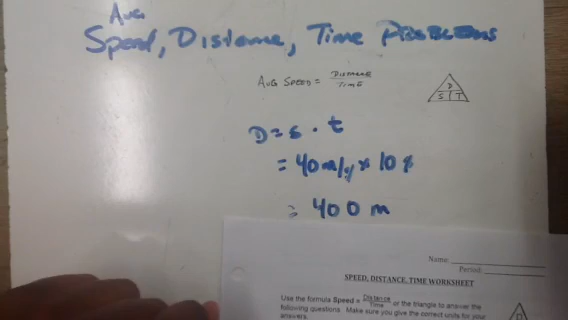 Avg
Speed, Distance, Time PROBLEMS
AVG SPEED = DISTANCE / TIME
D
S T
D = s · t
= 40 m/s × 10 s
= 400 m
Name:
Period:
SPEED, DISTANCE, TIME WORKSHEET
Use the formula Speed = Distance / Time or the triangle to answer the
following questions. Make sure you give the correct units for your
answers.
D